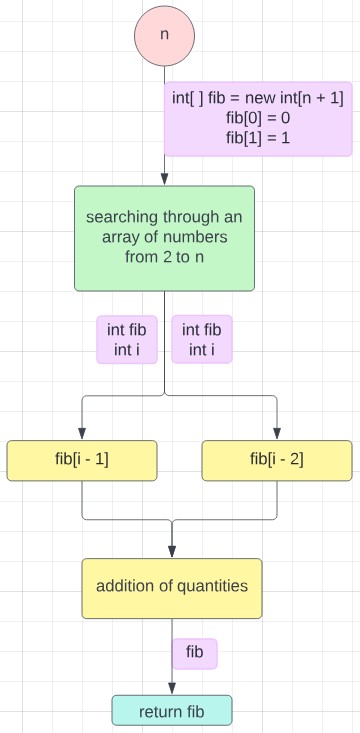 n
int[ ] fib = new int[n + 1]
fib[0] = 0
fib[1] = 1
searching through an
array of numbers
from 2 to n
int fib
int i
int fib
int i
fib[i - 1]
fib[i - 2]
addition of quantities
fib
return fib